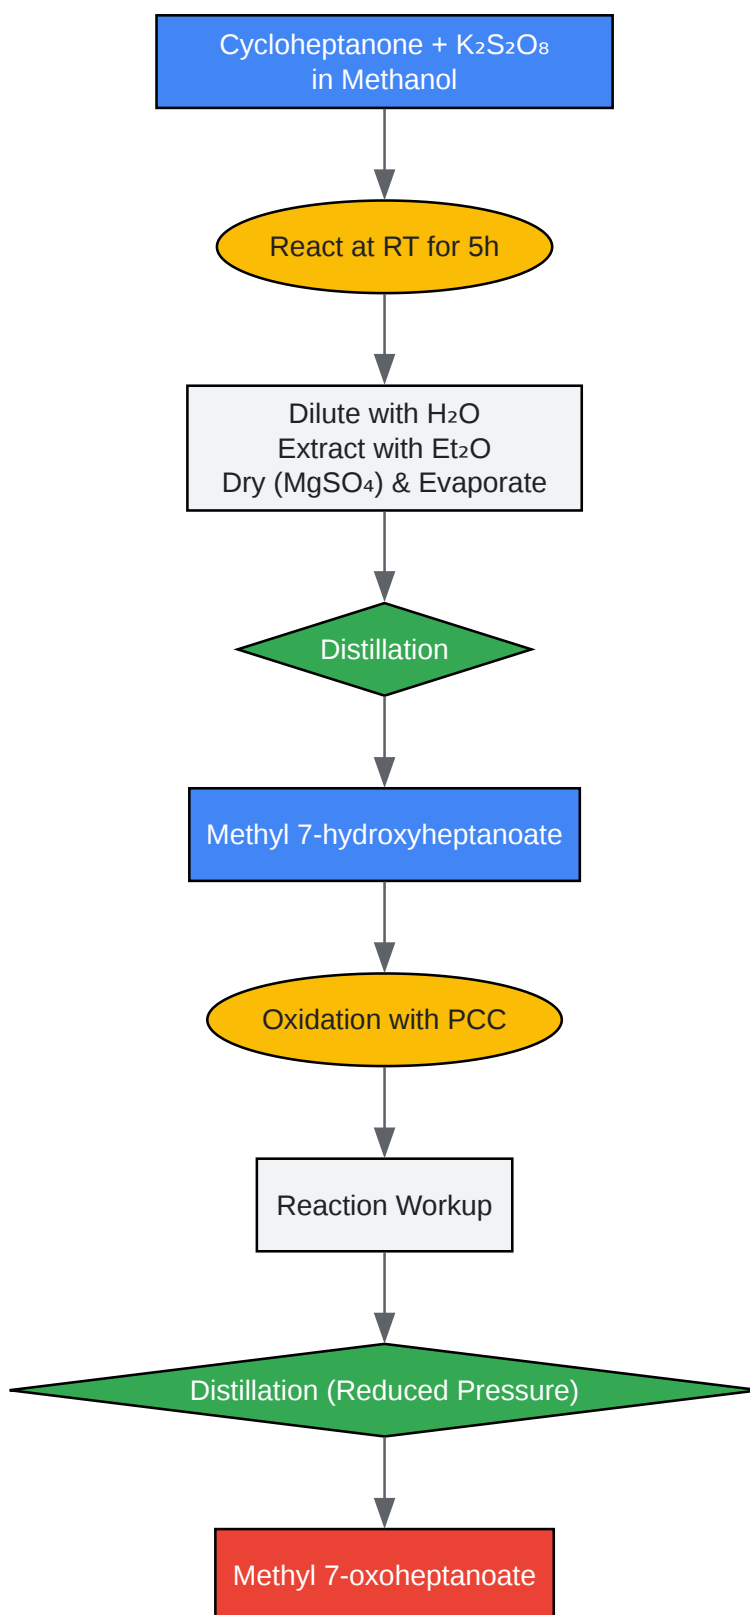 Cycloheptanone + K₂S₂O₈
in Methanol
React at RT for 5h
Dilute with H₂O
Extract with Et₂O
Dry (MgSO₄) & Evaporate
Distillation
Methyl 7-hydroxyheptanoate
Oxidation with PCC
Reaction Workup
Distillation (Reduced Pressure)
Methyl 7-oxoheptanoate